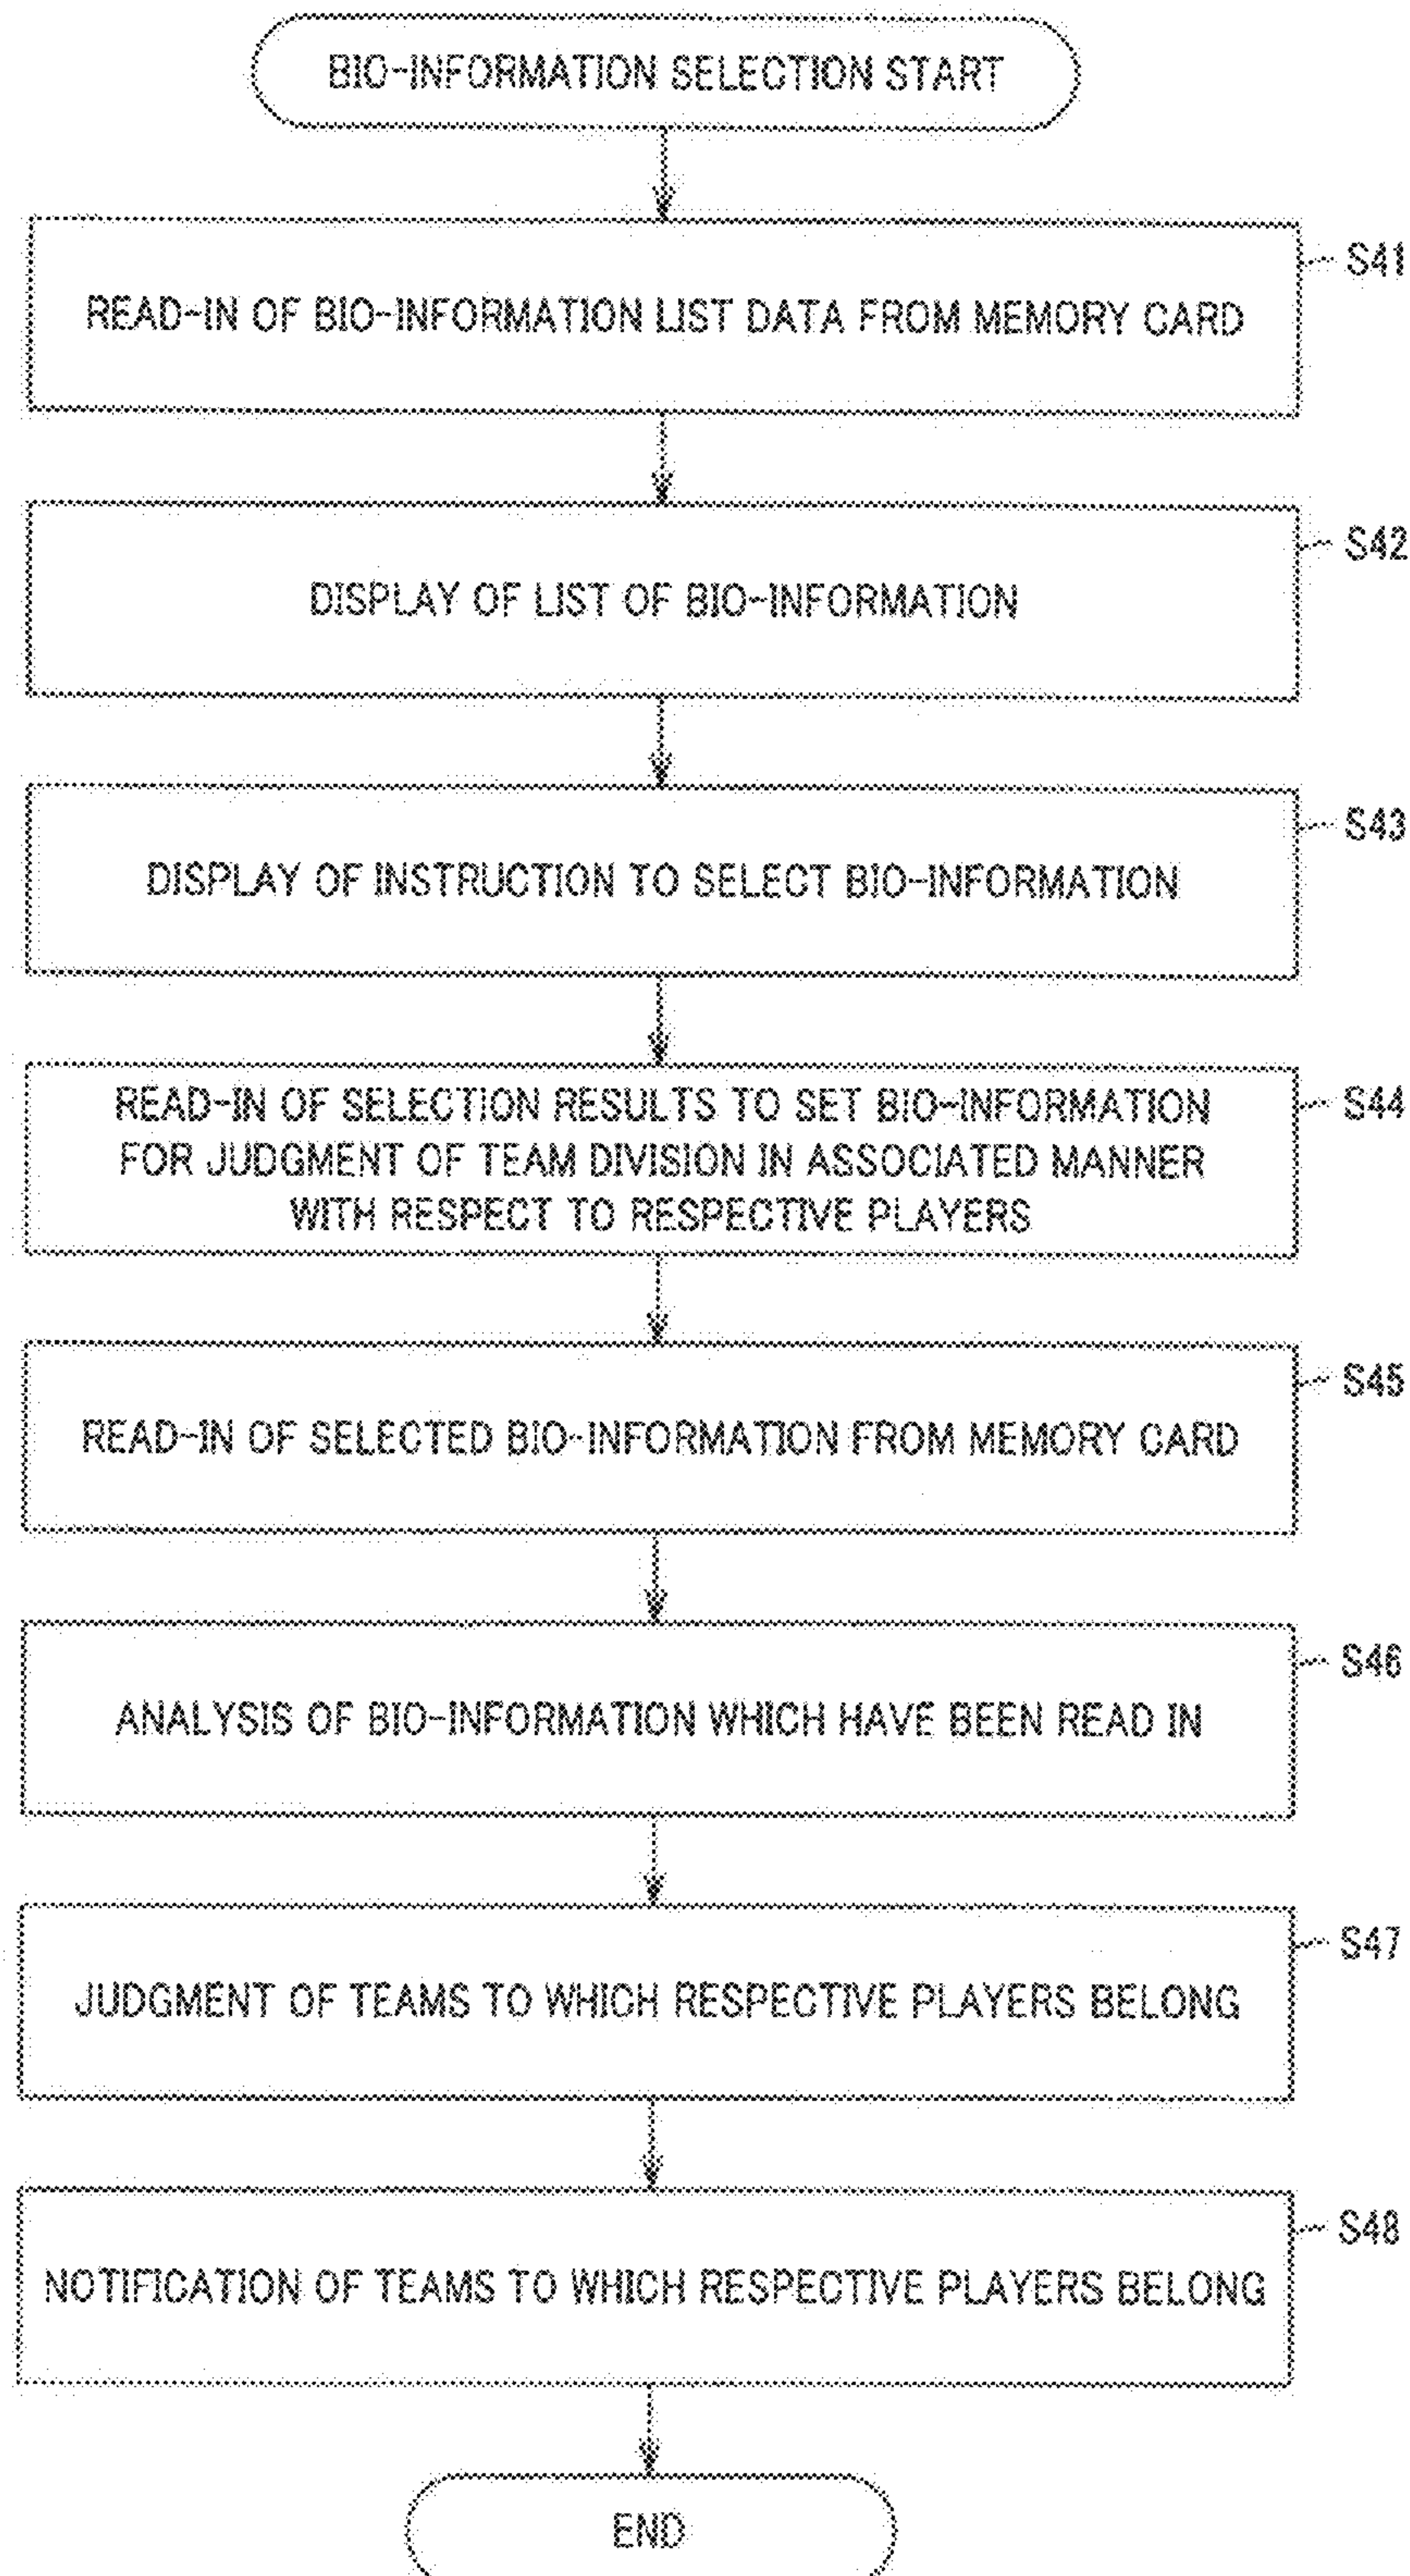 BIO-INFORMATION SELECTION START
S41
READ-IN OF BIO-INFORMATION LIST DATA FROM MEMORY CARD
S42
DISPLAY OF LIST OF BIO-INFORMATION
S43
DISPLAY OF INSTRUCTION TO SELECT BIO-INFORMATION
S44
READ-IN OF SELECTION RESULTS TO SET BIO-INFORMATION
FOR JUDGMENT OF TEAM DIVISION IN ASSOCIATED MANNER
WITH RESPECT TO RESPECTIVE PLAYERS
S45
READ-IN OF SELECTED BIO-INFORMATION FROM MEMORY CARD
S46
ANALYSIS OF BIO-INFORMATION WHICH HAVE BEEN READ IN
S47
JUDGMENT OF TEAMS TO WHICH RESPECTIVE PLAYERS BELONG
S48
NOTIFICATION OF TEAMS TO WHICH RESPECTIVE PLAYERS BELONG
END